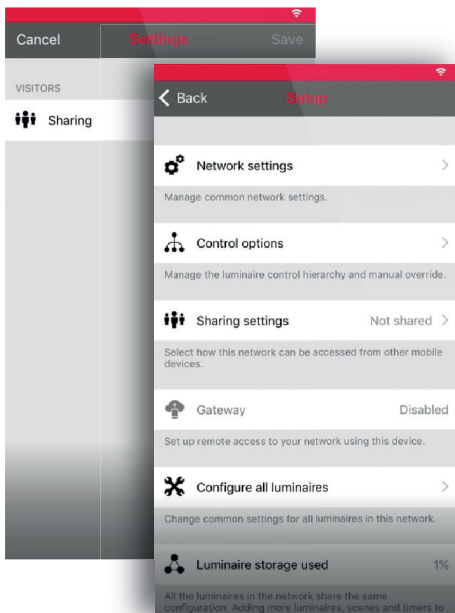 Cancel Settings Save
VISITORS
Sharing
Back Setup
Network settings
Manage common network settings.
Control options
Manage the luminaire control hierarchy and manual override.
Sharing settings Not shared
Select how this network can be accessed from other mobile
devices.
Gateway Disabled
Set up remote access to your network using this device.
Configure all luminaires
Change common settings for all luminaires in this network.
Luminaire storage used 1%
All the luminaires in the network share the same
configuration. Adding more luminaires, scenes and timers to